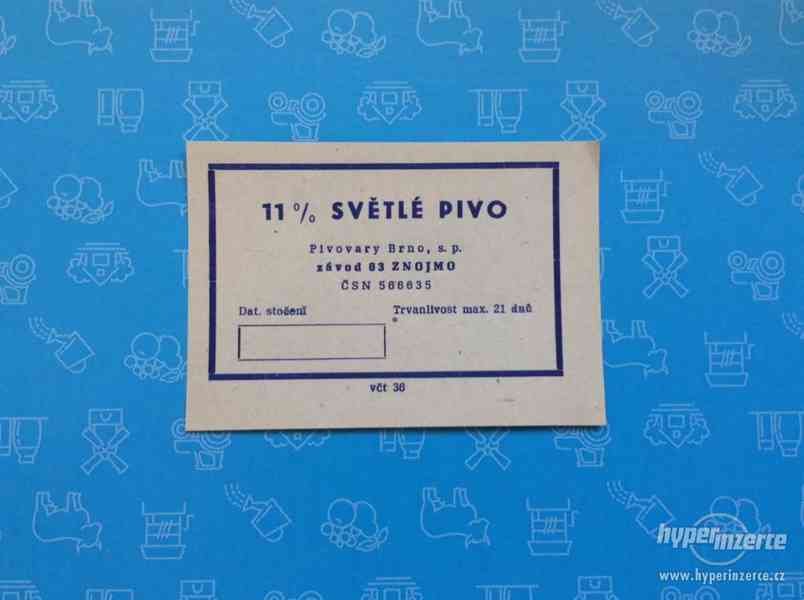 11 % SVĚTLÉ PIVO
Pivovary Brno, s. p.
závod 03 ZNOJMO
ČSN 566635
Dat. stočení
Trvanlivost max. 21 dnů
včt 36
hyperinzerce
www.hyperinzerce.cz